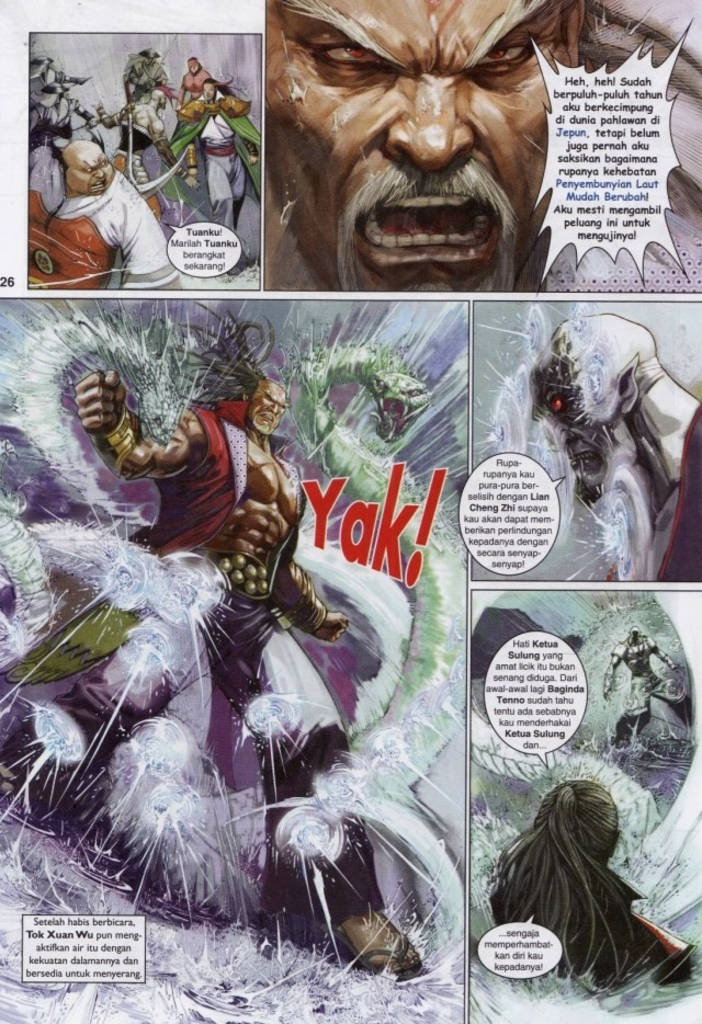 Tuanku!
Marilah Tuanku
berangkat
sekarang!
Heh, heh! Sudah
berpuluh-puluh tahun
aku berkecimpung
di dunia pahlawan di
Jepun, tetapi belum
juga pernah aku
saksikan bagaimana
rupanya kehebatan
Penyembunyian Laut
Mudah Berubah!
Aku mesti mengambil
peluang ini untuk
mengujinya!
26
Yak!
Rupa-
rupanya kau
pura-pura ber-
selisih dengan Lian
Cheng Zhi supaya
kau akan dapat mem-
berikan perlindungan
kepadanya dengan
secara senyap-
senyap!
Hati Ketua
Sulung yang
amat licik itu bukan
senang diduga. Dari
awal-awal lagi Baginda
Tenno sudah tahu
tentu ada sebabnya
kau menderhakai
Ketua Sulung
dan...
...sengaja
memperhambat-
kan diri kau
kepadanya!
Setelah habis berbicara,
Tok Xuan Wu pun meng-
aktifkan air itu dengan
kekuatan dalamannya dan
bersedia untuk menyerang.